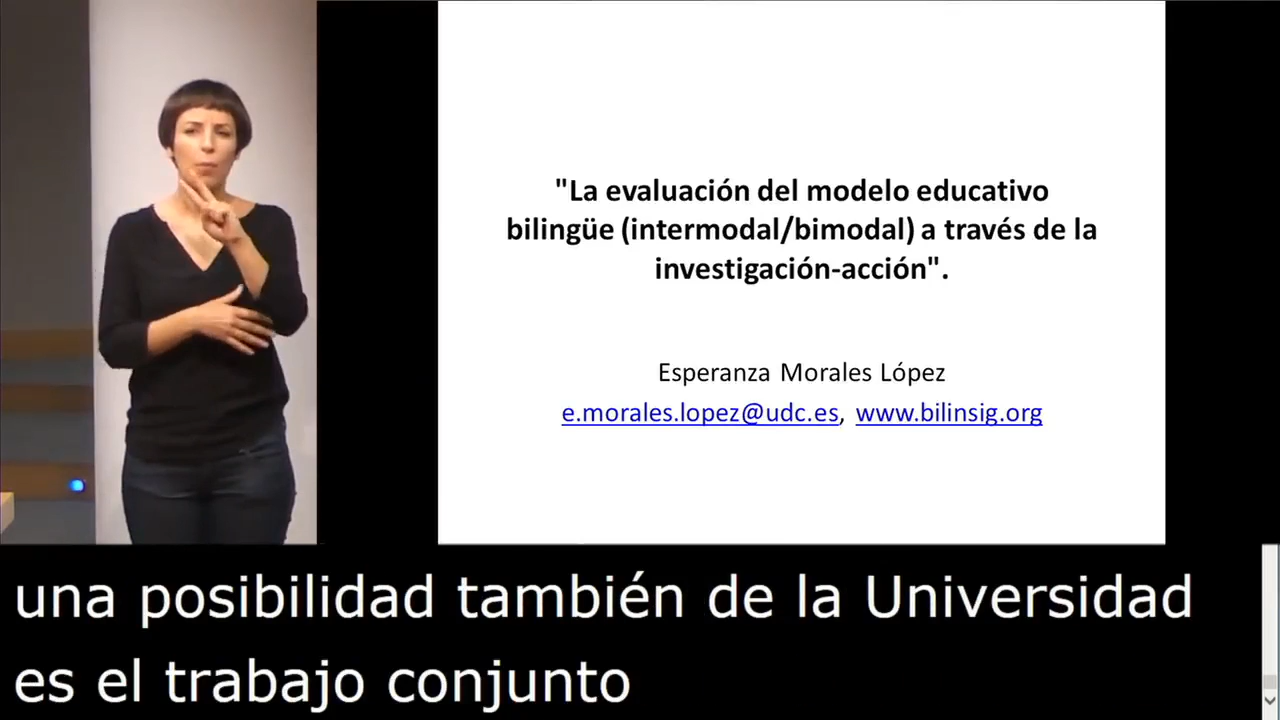 "La evaluación del modelo educativo
bilingüe (intermodal/bimodal) a través de la
investigación-acción".
Esperanza Morales López
e.morales.lopez@udc.es, www.bilinsig.org
una posibilidad también de la Universidad
es el trabajo conjunto